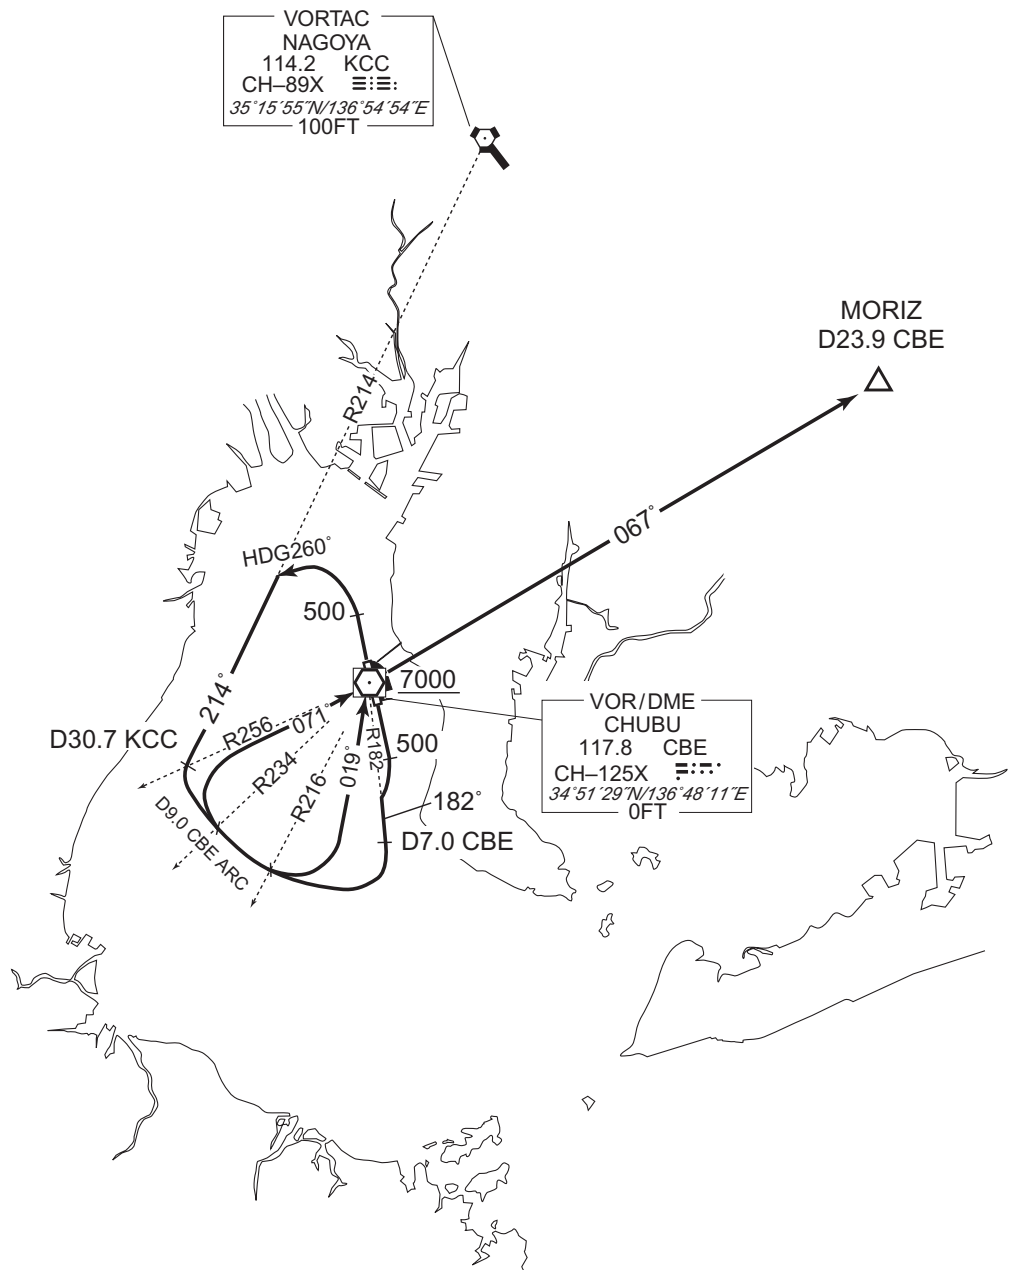 VORTAC
NAGOYA
114.2 KCC
CH–89X
35°15´55˝N/136°54´54˝E
100FT
MORIZ
D23.9 CBE
R214
067°
HDG260°
500
7000
214°
D30.7 KCC
R256
071°
R234
R216
019°
R182
500
182°
D7.0 CBE
D9.0 CBE ARC
VOR/DME
CHUBU
117.8 CBE
CH–125X
34°51´29˝N/136°48´11˝E
0FT